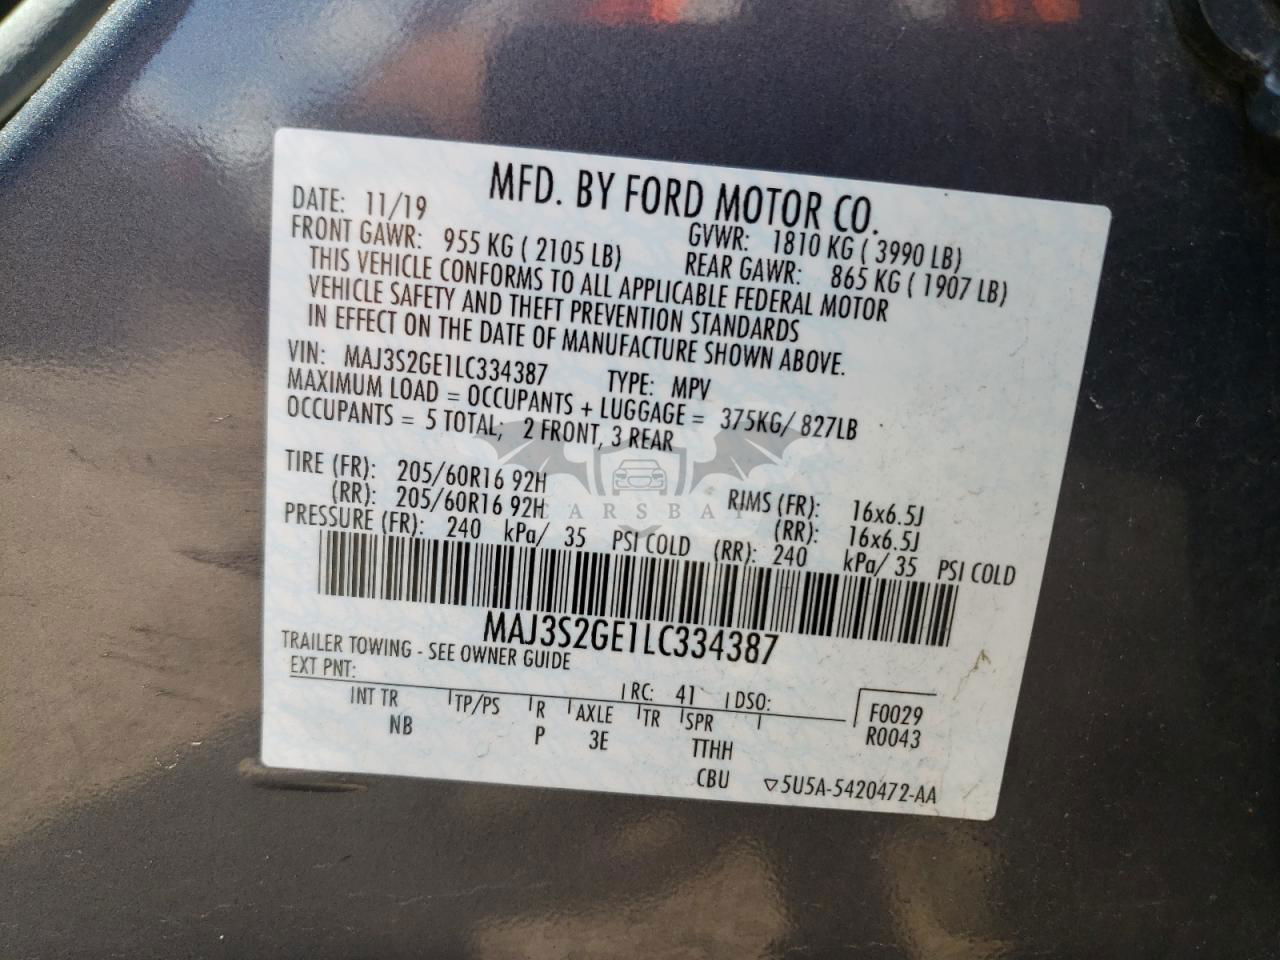 MFD. BY FORD MOTOR CO.
DATE: 11/19 GVWR: 1810 KG ( 3990 LB)
FRONT GAWR: 955 KG ( 2105 LB) REAR GAWR: 865 KG ( 1907 LB)
THIS VEHICLE CONFORMS TO ALL APPLICABLE FEDERAL MOTOR
VEHICLE SAFETY AND THEFT PREVENTION STANDARDS
IN EFFECT ON THE DATE OF MANUFACTURE SHOWN ABOVE.
VIN: MAJ3S2GE1LC334387 TYPE: MPV
MAXIMUM LOAD = OCCUPANTS + LUGGAGE = 375KG/ 827LB
OCCUPANTS = 5 TOTAL; 2 FRONT, 3 REAR
TIRE (FR): 205/60R16 92H RIMS (FR): 16x6.5J
(RR): 205/60R16 92H (RR): 16x6.5J
PRESSURE (FR): 240 kPa/ 35 PSI COLD (RR): 240 kPa/ 35 PSI COLD
CARSBAT
MAJ3S2GE1LC334387
TRAILER TOWING - SEE OWNER GUIDE
EXT PNT: RC: 41 DSO:
INT TR TP/PS R AXLE TR SPR F0029
NB P 3E TTHH R0043
CBU ▽5U5A-5420472-AA